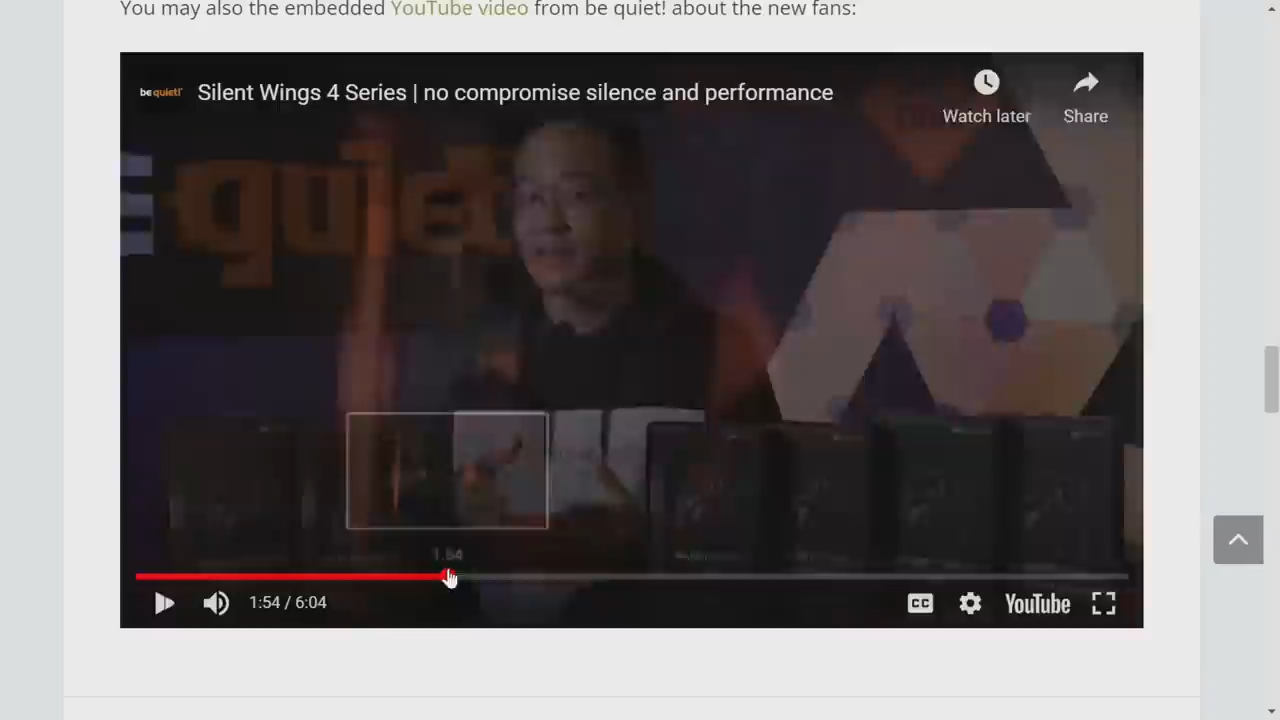 You may also the embedded YouTube video from be quiet! about the new fans:
be quiet!
Silent Wings 4 Series | no compromise silence and performance
Watch later
Share
quiet
1:54
1:54 / 6:04
CC
YouTube